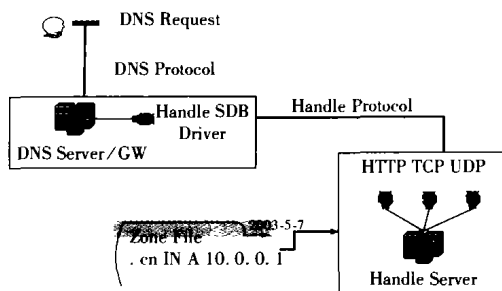 DNS Request
DNS Protocol
Handle SDB
Driver
DNS Server/GW
Handle Protocol
HTTP TCP UDP
2003-5-7
Zone File
. cn IN A 10. 0. 0. 1
Handle Server